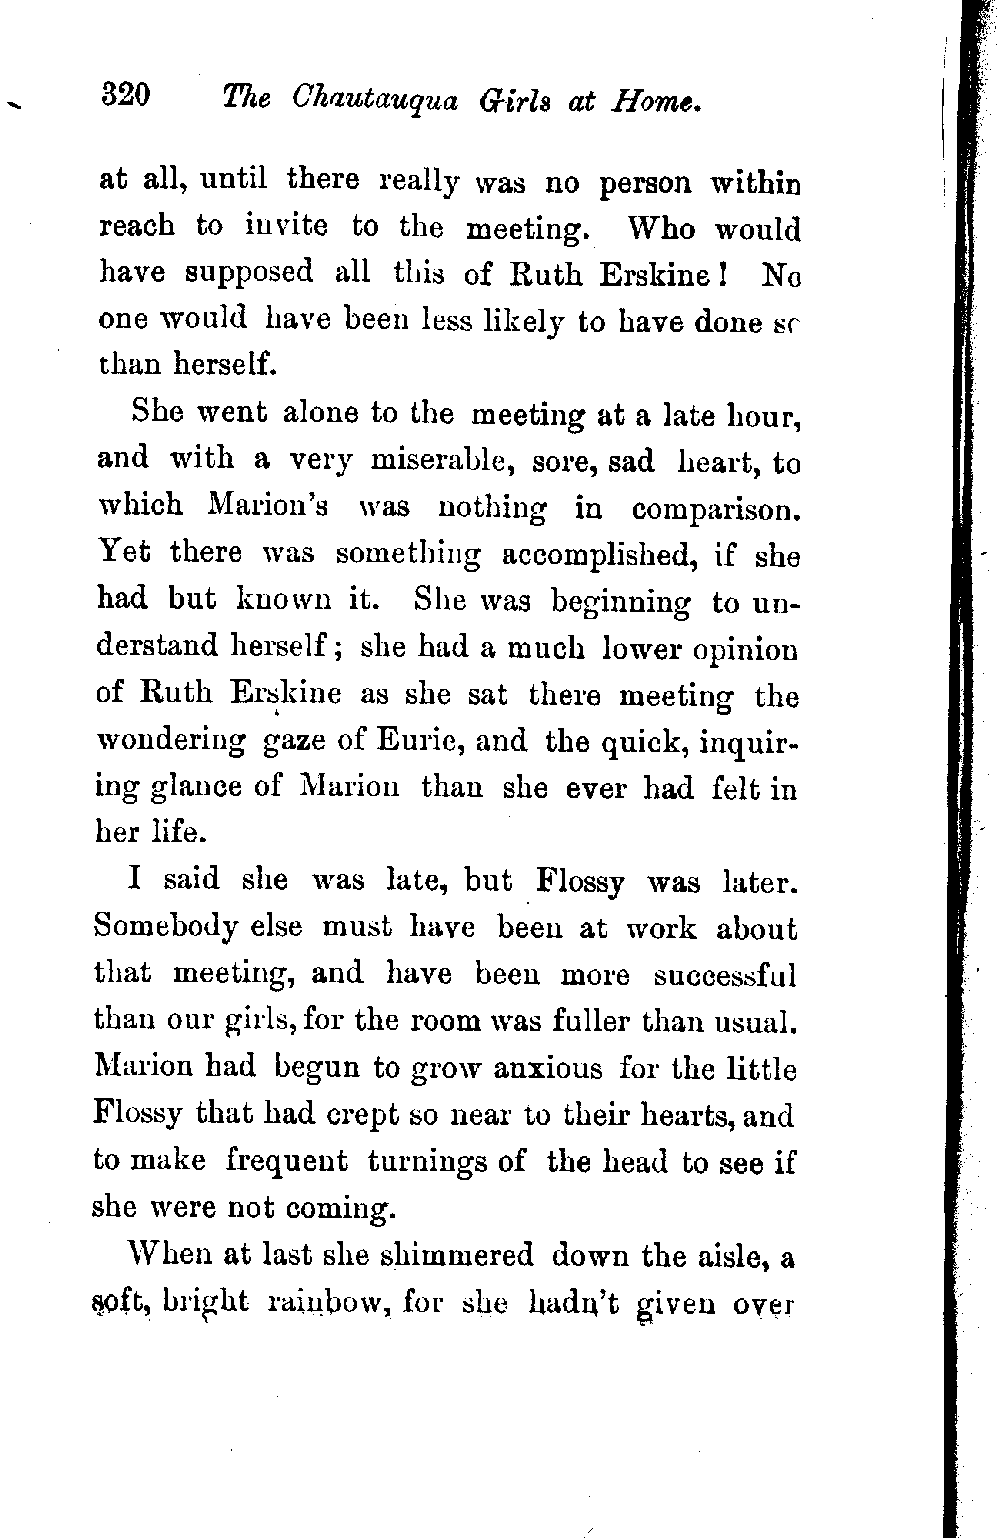 320 The Chautauqua Girls at Home.
at all, until there really was no person within
reach to invite to the meeting. Who would
have supposed all this of Ruth Erskine! No
one would have been less likely to have done so
than herself.
She went alone to the meeting at a late hour,
and with a very miserable, sore, sad heart, to
which Marion's was nothing in comparison.
Yet there was something accomplished, if she
had but known it. She was beginning to un-
derstand herself; she had a much lower opinion
of Ruth Erskine as she sat there meeting the
wondering gaze of Eurie, and the quick, inquir-
ing glance of Marion than she ever had felt in
her life.
I said she was late, but Flossy was later.
Somebody else must have been at work about
that meeting, and have been more successful
than our girls, for the room was fuller than usual.
Marion had begun to grow anxious for the little
Flossy that had crept so near to their hearts, and
to make frequent turnings of the head to see if
she were not coming.
When at last she shimmered down the aisle, a
soft, bright rainbow, for she hadn't given over